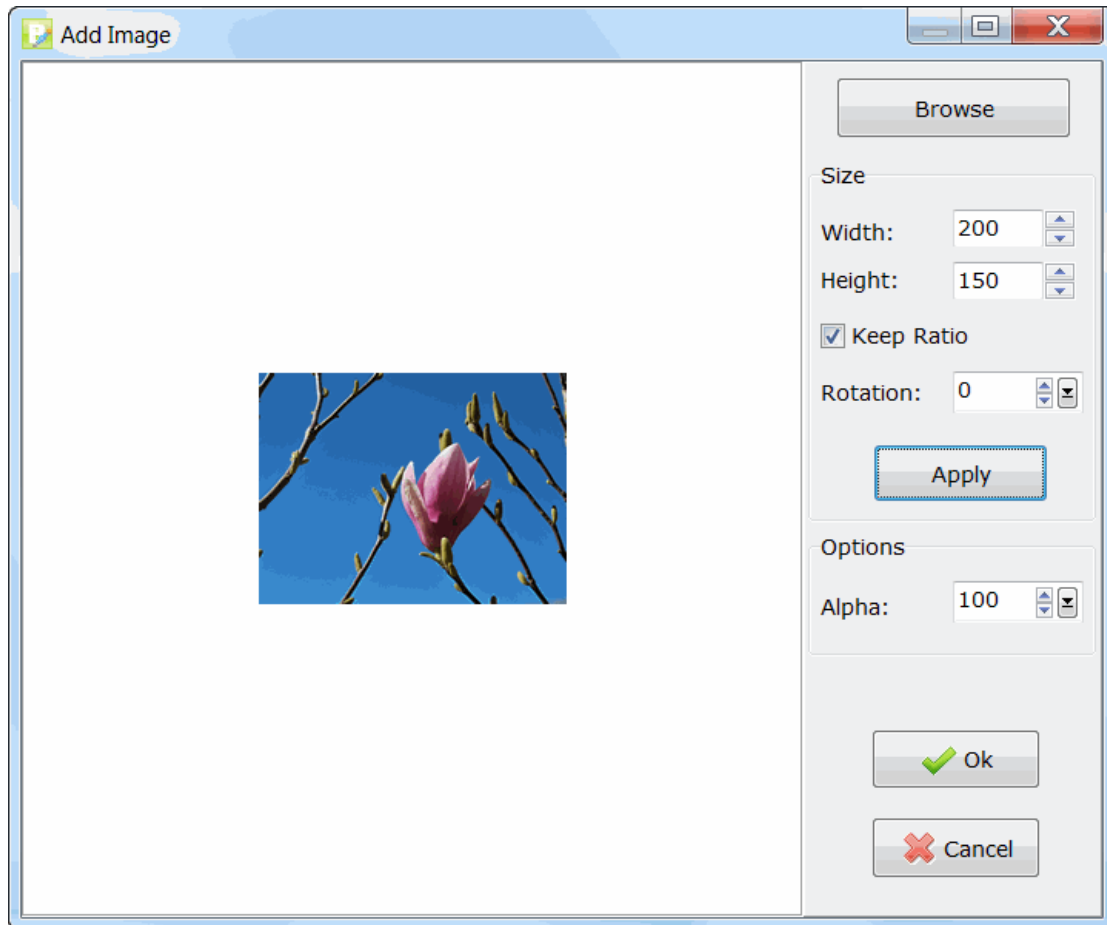 Add Image
Browse
Size
Width: 200
Height: 150
Keep Ratio
Rotation: 0
Apply
Options
Alpha: 100
Ok
Cancel